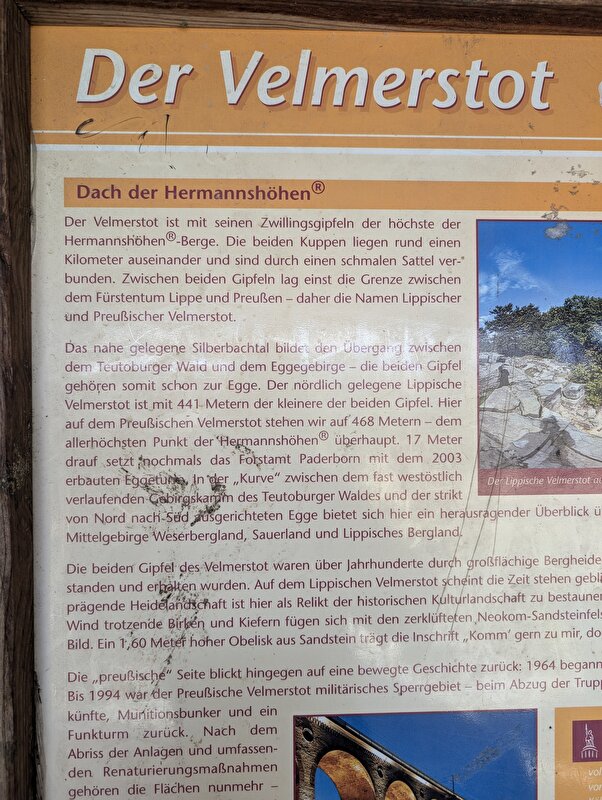 Der Velmerstot
Dach der Hermannshöhen®
Der Velmerstot ist mit seinen Zwillingsgipfeln der höchste der
Hermannshöhen®-Berge. Die beiden Kuppen liegen rund einen
Kilometer auseinander und sind durch einen schmalen Sattel ver-
bunden. Zwischen beiden Gipfeln lag einst die Grenze zwischen
dem Fürstentum Lippe und Preußen – daher die Namen Lippischer
und Preußischer Velmerstot.
Das nahe gelegene Silberbachtal bildet den Übergang zwischen
dem Teutoburger Wald und dem Eggegebirge – die beiden Gipfel
gehören somit schon zur Egge. Der nördlich gelegene Lippische
Velmerstot ist mit 441 Metern der kleinere der beiden Gipfel. Hier
auf dem Preußischen Velmerstot stehen wir auf 468 Metern – dem
allerhöchsten Punkt der Hermannshöhen® überhaupt. 17 Meter
drauf setzt nochmals das Forstamt Paderborn mit dem 2003
erbauten Eggeturm. In der „Kurve“ zwischen dem fast westöstlich
verlaufenden Gebirgskamm des Teutoburger Waldes und der strikt
von Nord nach Süd ausgerichteten Egge bietet sich hier ein herausragender Überblick ü
Mittelgebirge Weserbergland, Sauerland und Lippisches Bergland.
Der Lippische Velmerstot au
Die beiden Gipfel des Velmerstot waren über Jahrhunderte durch großflächige Bergheide
standen und erhalten wurden. Auf dem Lippischen Velmerstot scheint die Zeit stehen gebli
prägende Heidelandschaft ist hier als Relikt der historischen Kulturlandschaft zu bestaunen
Wind trotzende Birken und Kiefern fügen sich mit den zerklüfteten Neokom-Sandsteinfels
Bild. Ein 1,60 Meter hoher Obelisk aus Sandstein trägt die Inschrift „Komm’ gern zu mir, do
Die „preußische“ Seite blickt hingegen auf eine bewegte Geschichte zurück: 1964 begann
Bis 1994 war der Preußische Velmerstot militärisches Sperrgebiet – beim Abzug der Trupp
künfte, Munitionsbunker und ein
Funkturm zurück. Nach dem
Abriss der Anlagen und umfassen-
den Renaturierungsmaßnahmen
gehören die Flächen nunmehr –
vol
von